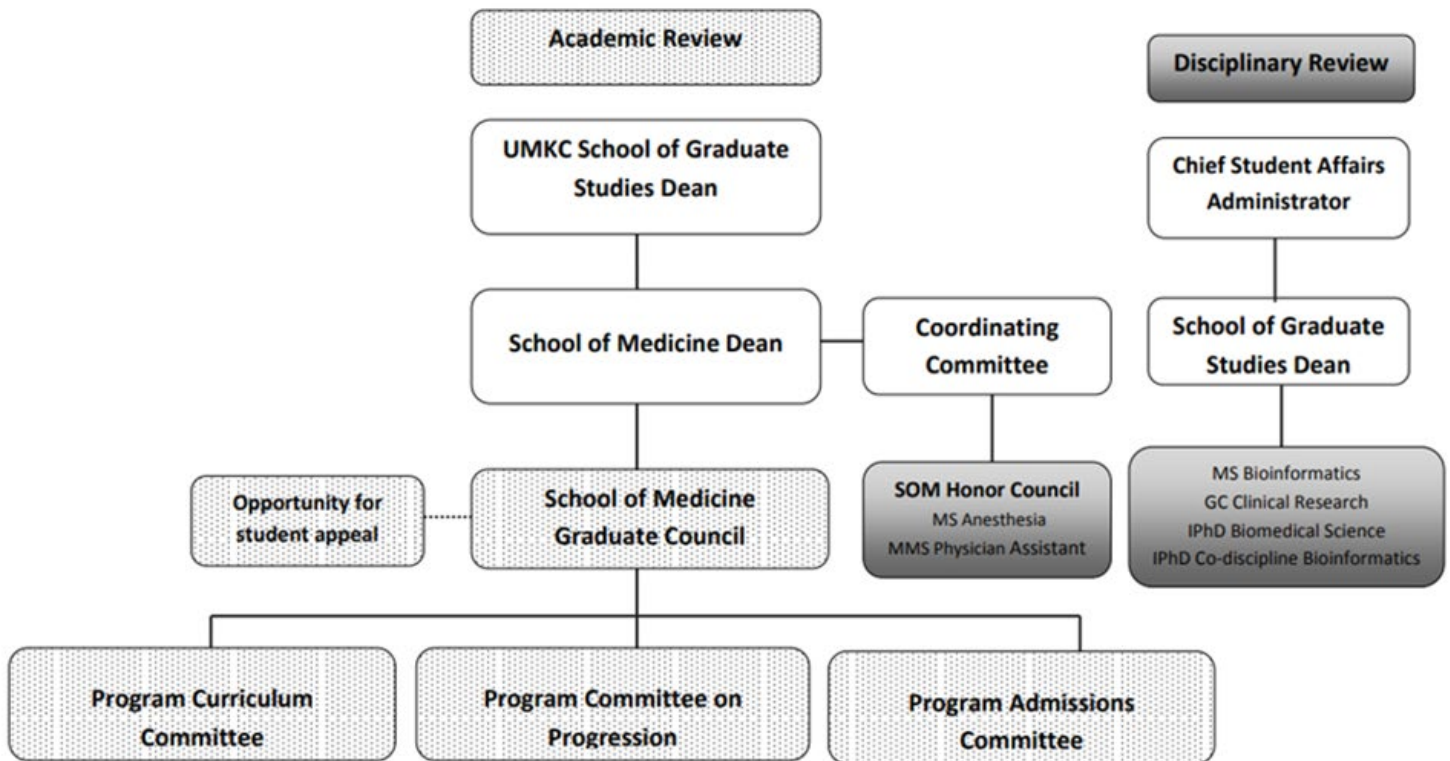 Academic Review
Disciplinary Review
UMKC School of Graduate
Studies Dean
Chief Student Affairs
Administrator
School of Medicine Dean
Coordinating
Committee
School of Graduate
Studies Dean
Opportunity for
student appeal
School of Medicine
Graduate Council
SOM Honor Council
MS Anesthesia
MMS Physician Assistant
MS Bioinformatics
GC Clinical Research
IPhD Biomedical Science
IPhD Co-discipline Bioinformatics
Program Curriculum
Committee
Program Committee on
Progression
Program Admissions
Committee